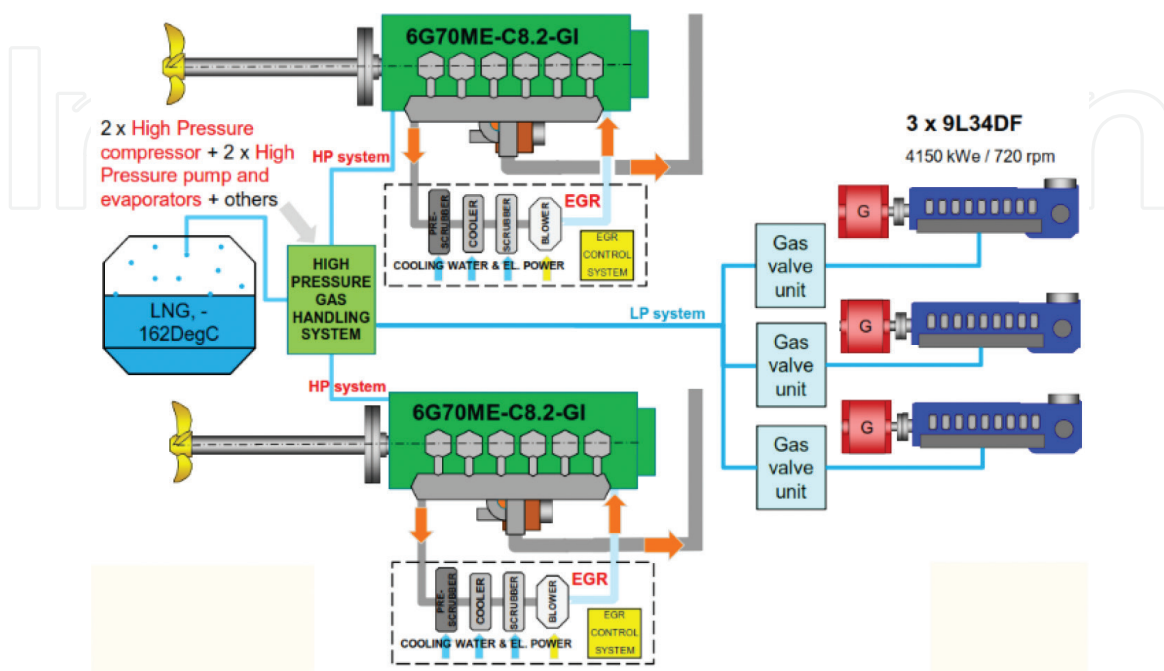 6G70ME-C8.2-GI
2 x High Pressure
compressor + 2 x High
Pressure pump and
evaporators + others
HP system
EGR
PRE-
SCRUBBER
COOLER
SCRUBBER
BLOWER
EGR
CONTROL
SYSTEM
COOLING WATER & EL. POWER
LNG, -
162DegC
HIGH
PRESSURE
GAS
HANDLING
SYSTEM
LP system
3 x 9L34DF
4150 kWe / 720 rpm
G
Gas
valve
unit
G
Gas
valve
unit
G
Gas
valve
unit
HP system
6G70ME-C8.2-GI
EGR
PRE-
SCRUBBER
COOLER
SCRUBBER
BLOWER
EGR
CONTROL
SYSTEM
COOLING WATER & EL. POWER